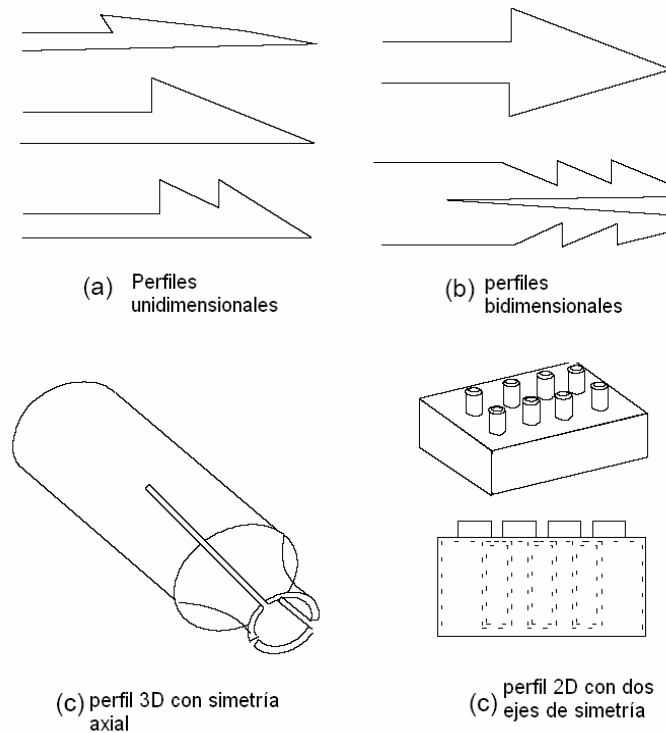 (a) Perfiles
unidimensionales
(b) perfiles
bidimensionales
(c) perfil 3D con simetría
axial
(c) perfil 2D con dos
ejes de simetría